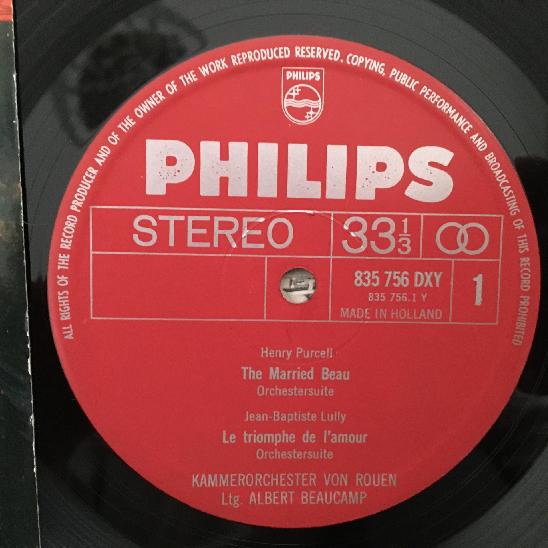 ALL RIGHTS OF THE RECORD PRODUCER AND OF THE OWNER OF THE WORK REPRODUCED RESERVED. COPYING, PUBLIC PERFORMANCE AND BROADCASTING OF THIS RECORD PROHIBITED
PHILIPS
PHILIPS
STEREO 33 1/3
835 756 DXY 1
835 756.1 Y
MADE IN HOLLAND
Henry Purcell
The Married Beau
Orchestersuite
Jean-Baptiste Lully
Le triomphe de l'amour
Orchestersuite
KAMMERORCHESTER VON ROUEN
Ltg. ALBERT BEAUCAMP